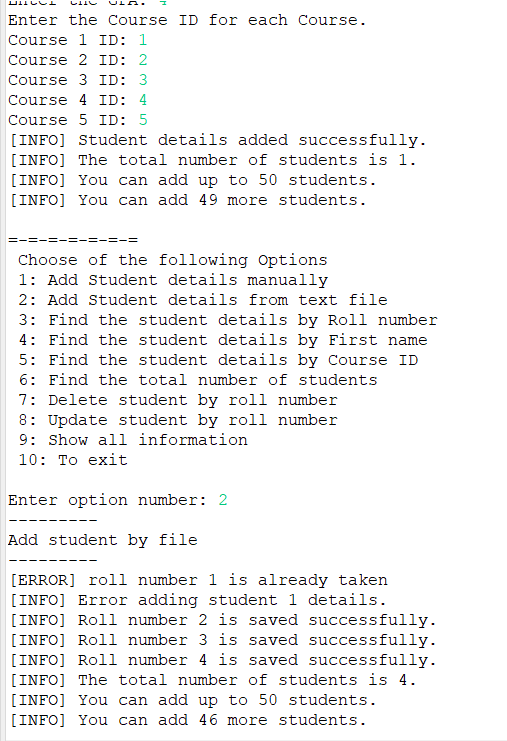 Enter the GPA: 4
Enter the Course ID for each Course.
Course 1 ID: 1
Course 2 ID: 2
Course 3 ID: 3
Course 4 ID: 4
Course 5 ID: 5
[INFO] Student details added successfully.
[INFO] The total number of students is 1.
[INFO] You can add up to 50 students.
[INFO] You can add 49 more students.
=-=-=-=-=-=-=
Choose of the following Options
1: Add Student details manually
2: Add Student details from text file
3: Find the student details by Roll number
4: Find the student details by First name
5: Find the student details by Course ID
6: Find the total number of students
7: Delete student by roll number
8: Update student by roll number
9: Show all information
10: To exit
Enter option number: 2
---------
Add student by file
---------
[ERROR] roll number 1 is already taken
[INFO] Error adding student 1 details.
[INFO] Roll number 2 is saved successfully.
[INFO] Roll number 3 is saved successfully.
[INFO] Roll number 4 is saved successfully.
[INFO] The total number of students is 4.
[INFO] You can add up to 50 students.
[INFO] You can add 46 more students.